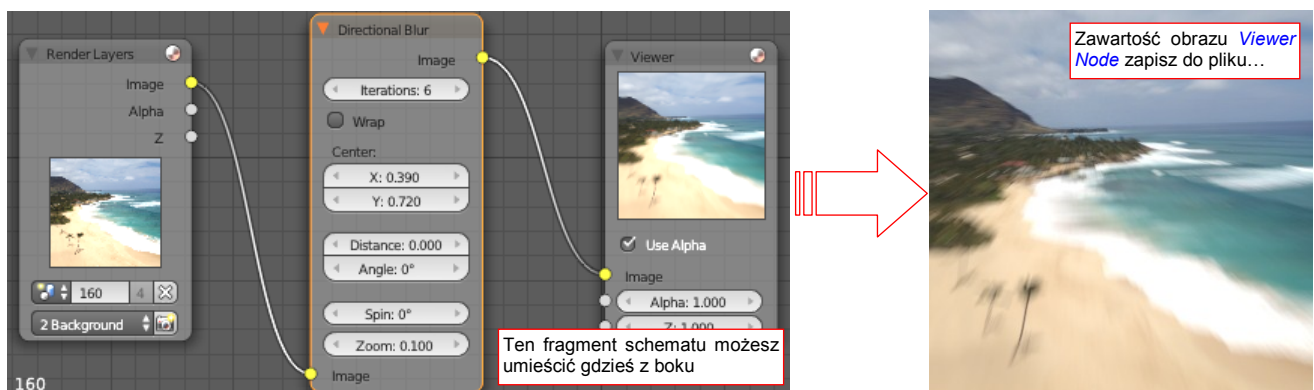 Render Layers
Image
Alpha
Z
160
4
2 Background
160
Directional Blur
Image
Iterations: 6
Wrap
Center:
X: 0.390
Y: 0.720
Distance: 0.000
Angle: 0°
Spin: 0°
Zoom: 0.100
Image
Viewer
Use Alpha
Image
Alpha: 1.000
Z: 1.000
Ten fragment schematu możesz
umieścić gdzieś z boku
Zawartość obrazu Viewer
Node zapisz do pliku…